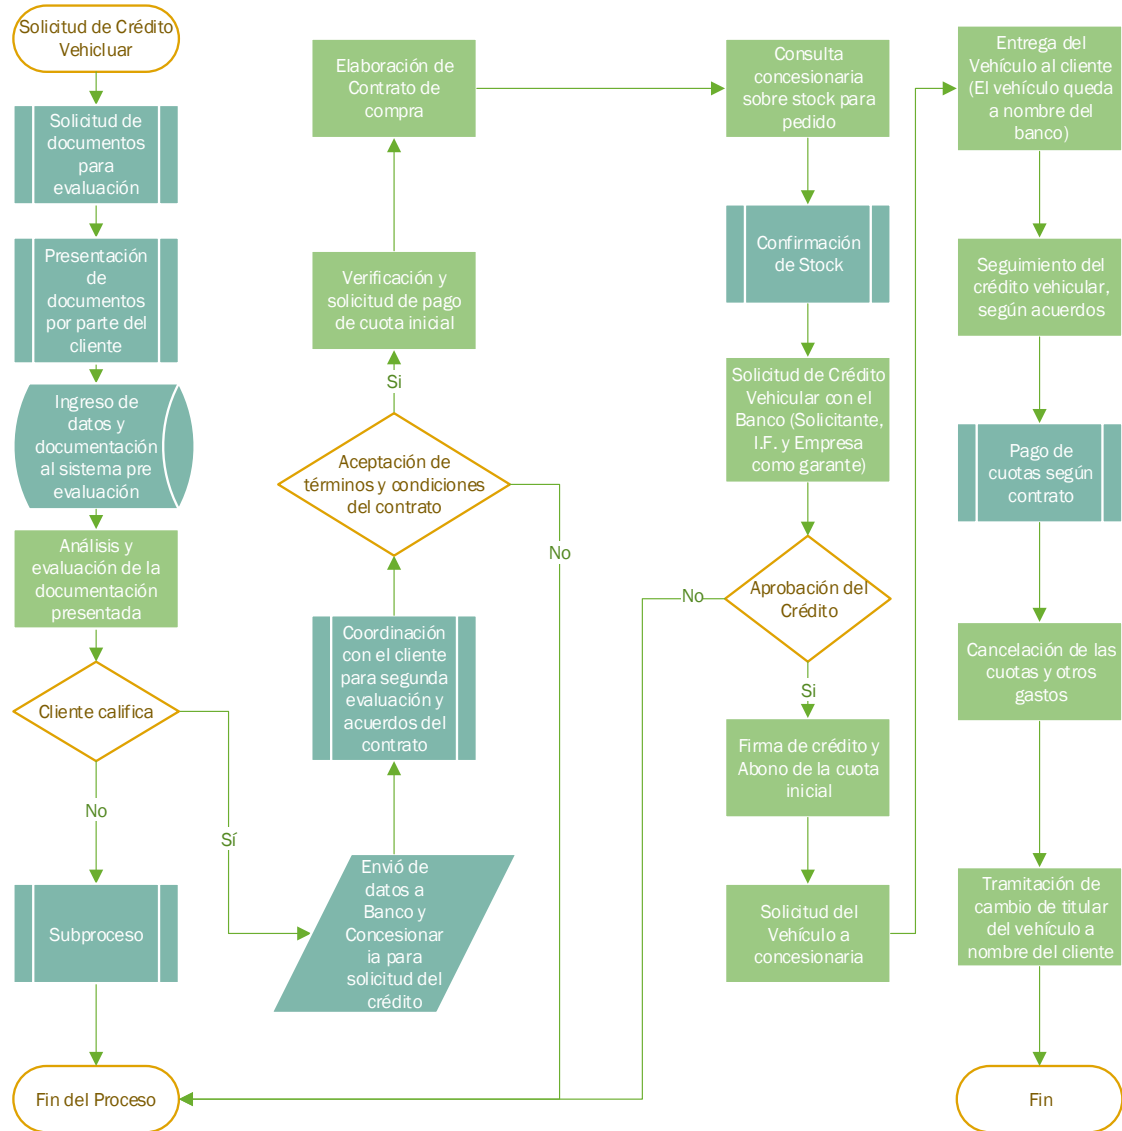 Solicitud de Crédito
Vehicluar
Solicitud de
documentos
para
evaluación
Presentación
de
documentos
por parte del
cliente
Ingreso de
datos y
documentación
al sistema pre
evaluación
Análisis y
evaluación de la
documentación
presentada
Cliente califica
No
Sí
Subproceso
Fin del Proceso
Envió de
datos a
Banco y
Concesionar
ia para
solicitud del
crédito
Coordinación
con el cliente
para segunda
evaluación y
acuerdos del
contrato
Aceptación de
términos y condiciones
del contrato
Si
No
Verificación y
solicitud de pago
de cuota inicial
Elaboración de
Contrato de
compra
Consulta
concesionaria
sobre stock para
pedido
Confirmación
de Stock
Solicitud de Crédito
Vehicular con el
Banco (Solicitante,
I.F. y Empresa
como garante)
Aprobación del
Crédito
No
Si
Firma de crédito y
Abono de la cuota
inicial
Solicitud del
Vehículo a
concesionaria
Entrega del
Vehículo al cliente
(El vehículo queda
a nombre del
banco)
Seguimiento del
crédito vehicular,
según acuerdos
Pago de
cuotas según
contrato
Cancelación de las
cuotas y otros
gastos
Tramitación de
cambio de titular
del vehículo a
nombre del cliente
Fin